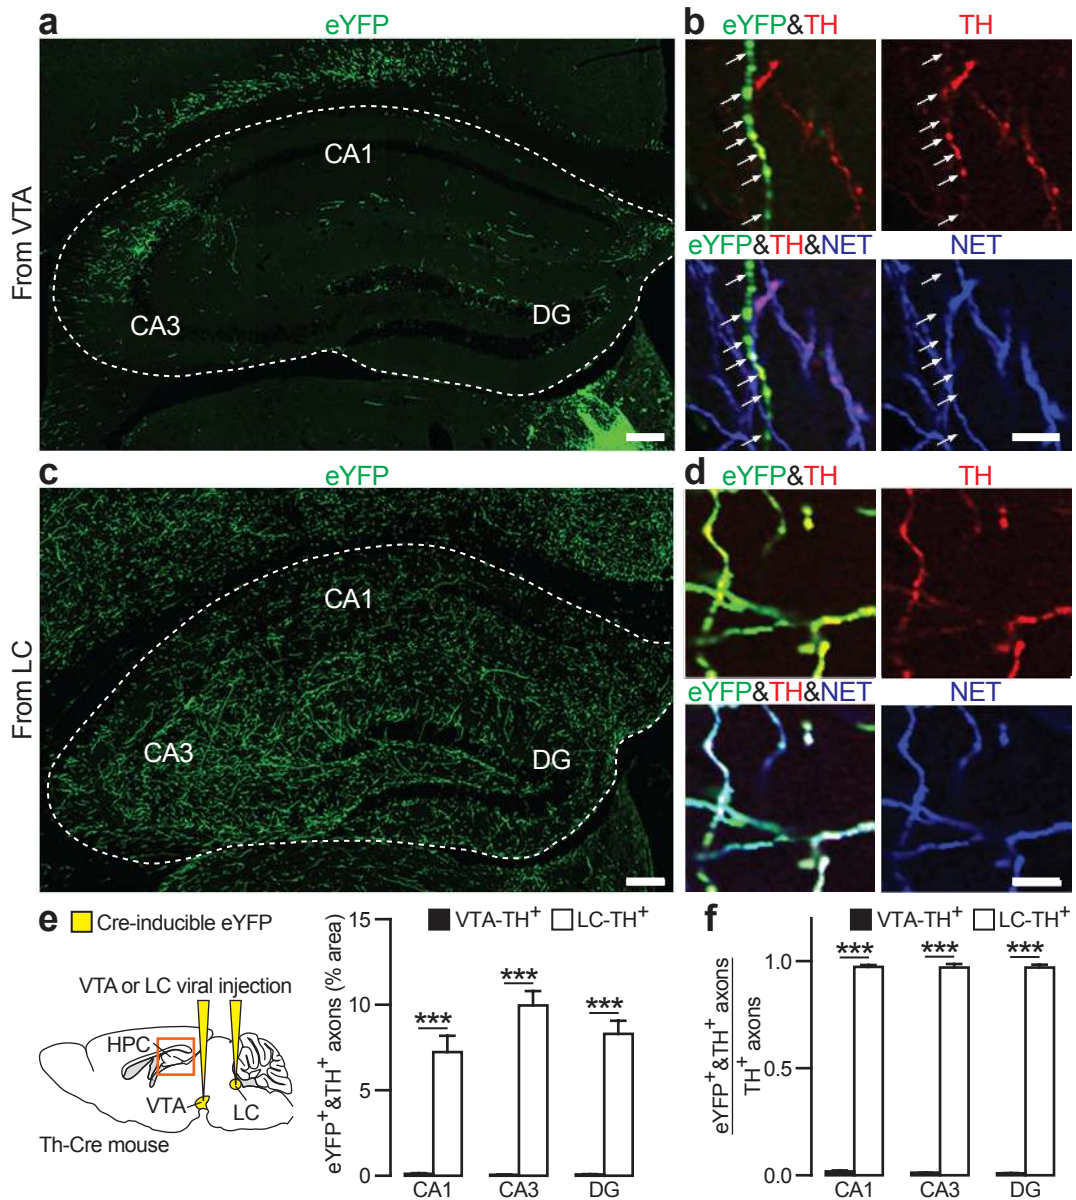 a
eYFP
From VTA
CA1
CA3
DG
b
eYFP&TH
TH
eYFP&TH&NET
NET
c
eYFP
From LC
CA1
CA3
DG
d
eYFP&TH
TH
eYFP&TH&NET
NET
e
Cre-inducible eYFP
VTA or LC viral injection
HPC
VTA
LC
Th-Cre mouse
VTA-TH+ LC-TH+
eYFP+&TH+ axons (% area)
15
10
5
0
***
***
***
CA1 CA3 DG
f
VTA-TH+ LC-TH+
eYFP+&TH+ axons
TH+ axons
1.0
0.5
0.0
***
***
***
CA1 CA3 DG